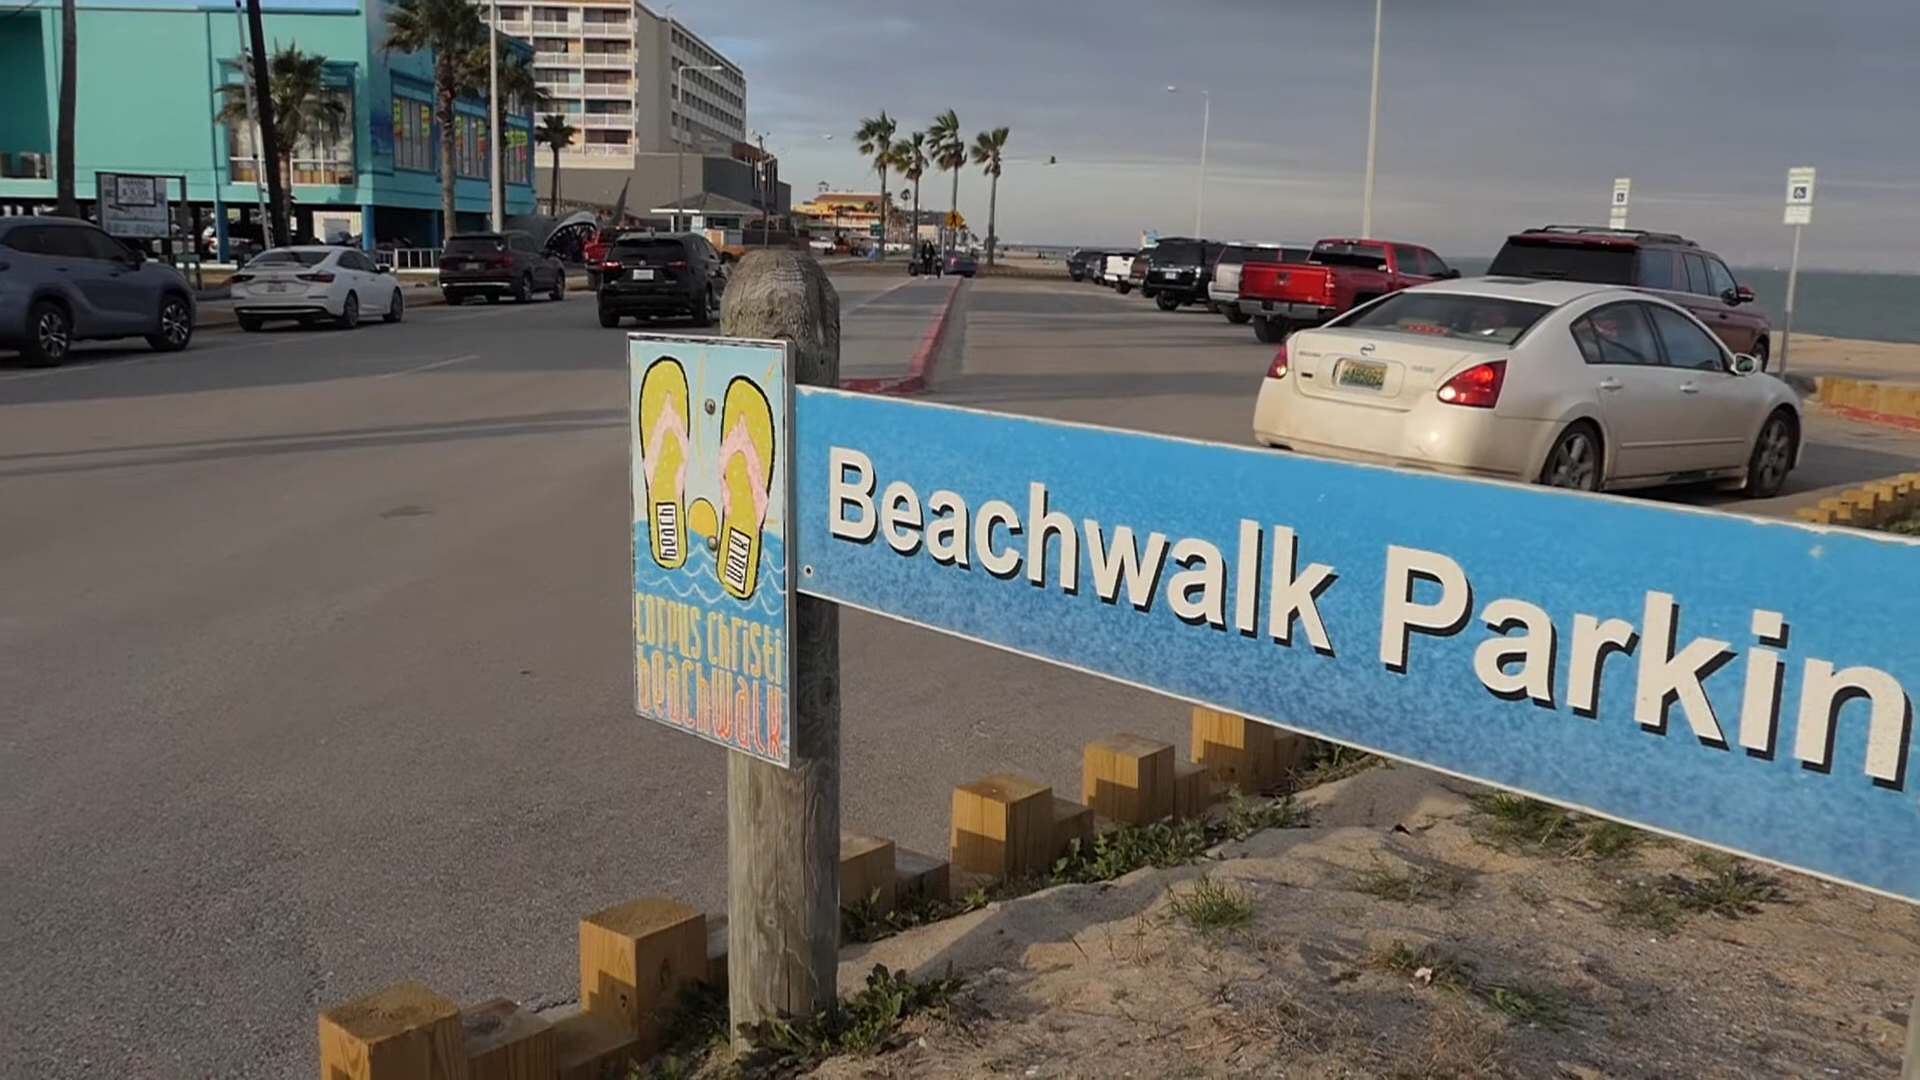 beach
walk
corpus christi
beachwalk
Beachwalk Parkin